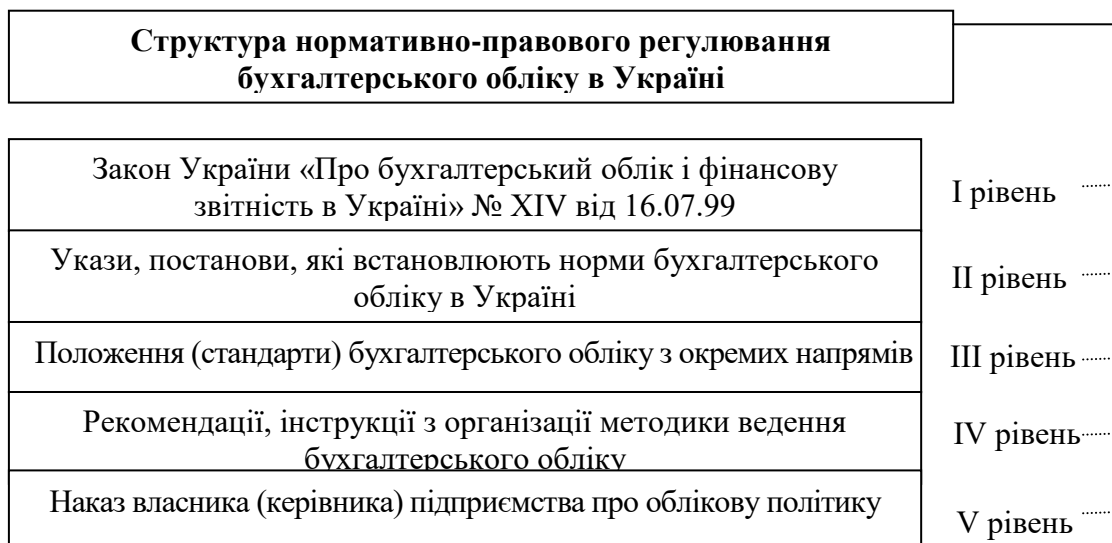 Структура нормативно-правового регулювання
бухгалтерського обліку в Україні
Закон України «Про бухгалтерський облік і фінансову
звітність в Україні» № XIV від 16.07.99
І рівень
Укази, постанови, які встановлюють норми бухгалтерського
обліку в Україні
ІІ рівень
Положення (стандарти) бухгалтерського обліку з окремих напрямів
ІІІ рівень
Рекомендації, інструкції з організації методики ведення
бухгалтерського обліку
IV рівень
Наказ власника (керівника) підприємства про облікову політику
V рівень